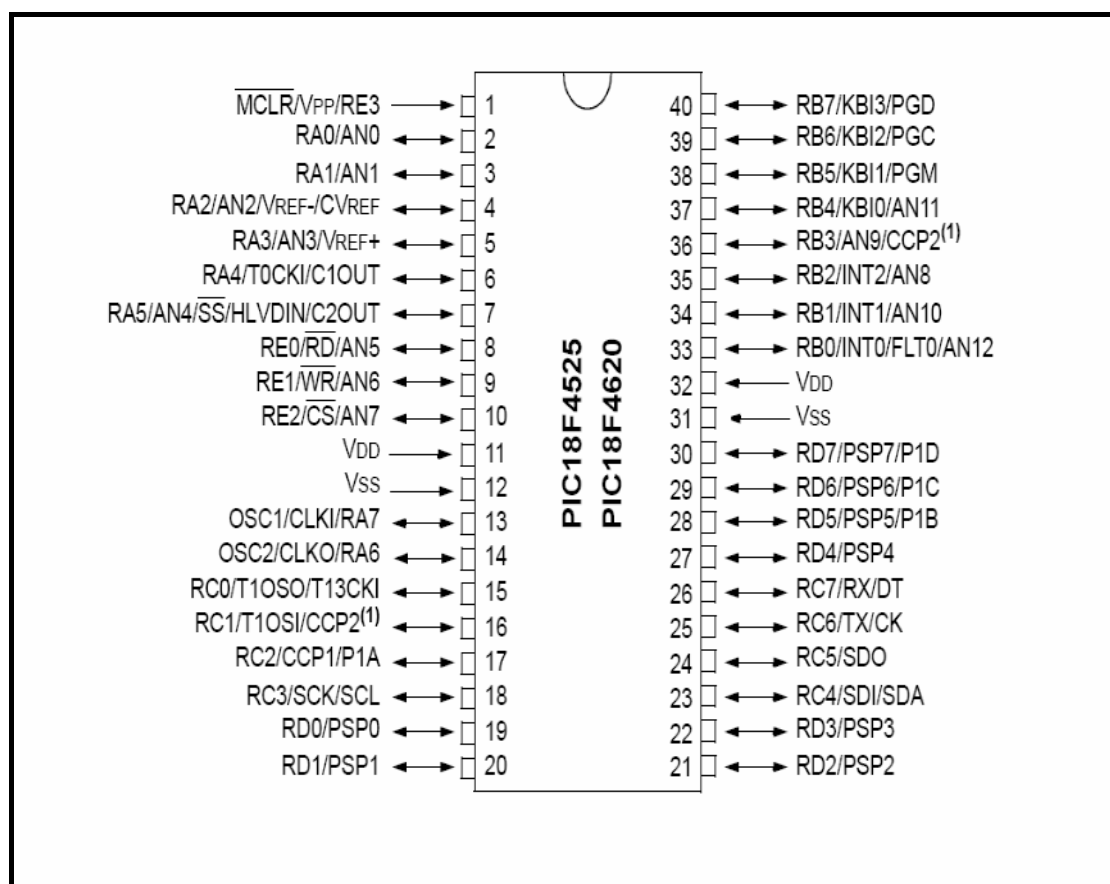 MCLR/VPP/RE3
RA0/AN0
RA1/AN1
RA2/AN2/VREF-/CVREF
RA3/AN3/VREF+
RA4/T0CKI/C1OUT
RA5/AN4/SS/HLVDIN/C2OUT
RE0/RD/AN5
RE1/WR/AN6
RE2/CS/AN7
VDD
VSS
OSC1/CLKI/RA7
OSC2/CLKO/RA6
RC0/T1OSO/T13CKI
RC1/T1OSI/CCP2(1)
RC2/CCP1/P1A
RC3/SCK/SCL
RD0/PSP0
RD1/PSP1
1
2
3
4
5
6
7
8
9
10
11
12
13
14
15
16
17
18
19
20
PIC18F4525
PIC18F4620
40
39
38
37
36
35
34
33
32
31
30
29
28
27
26
25
24
23
22
21
RB7/KBI3/PGD
RB6/KBI2/PGC
RB5/KBI1/PGM
RB4/KBI0/AN11
RB3/AN9/CCP2(1)
RB2/INT2/AN8
RB1/INT1/AN10
RB0/INT0/FLT0/AN12
VDD
VSS
RD7/PSP7/P1D
RD6/PSP6/P1C
RD5/PSP5/P1B
RD4/PSP4
RC7/RX/DT
RC6/TX/CK
RC5/SDO
RC4/SDI/SDA
RD3/PSP3
RD2/PSP2